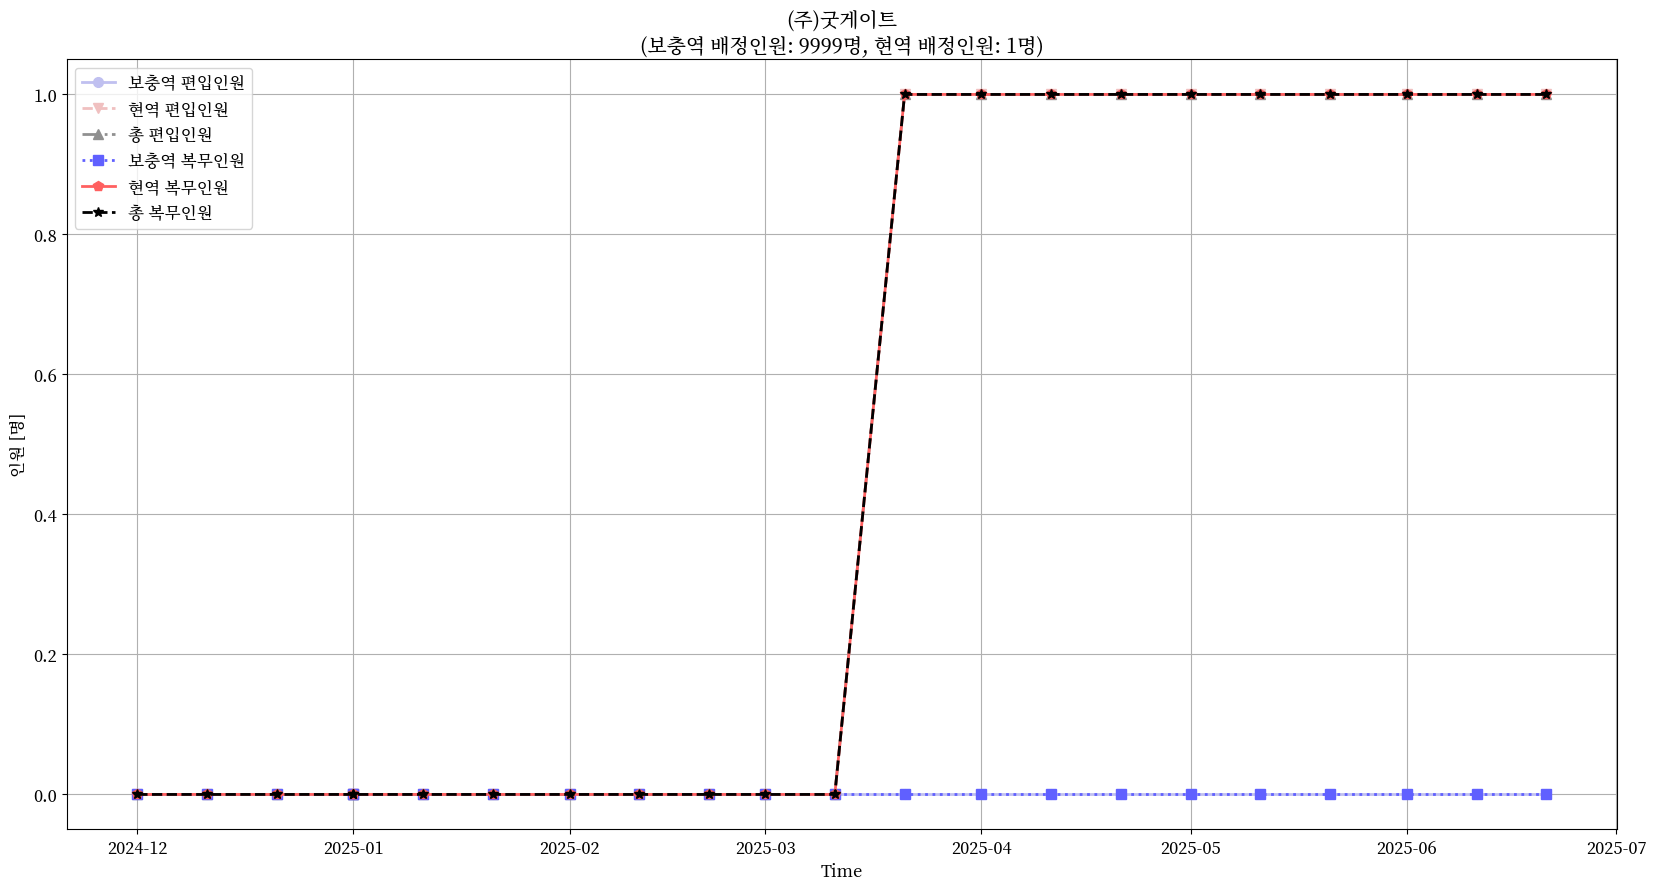 (주)굿게이트
(보충역 배정인원: 9999명, 현역 배정인원: 1명)
보충역 편입인원
현역 편입인원
총 편입인원
보충역 복무인원
현역 복무인원
총 복무인원
1.0
0.8
0.6
0.4
0.2
0.0
인원 [명]
2024-12
2025-01
2025-02
2025-03
2025-04
2025-05
2025-06
2025-07
Time